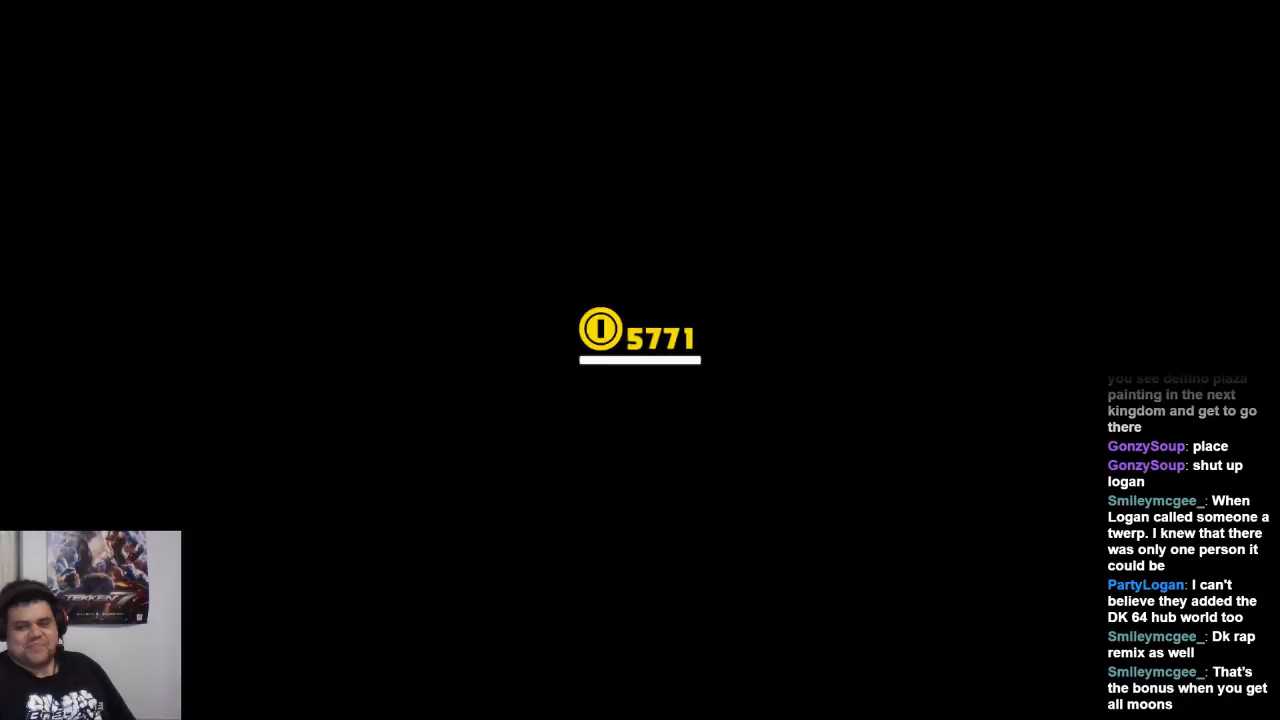 5771
you see delfino plaza
painting in the next
kingdom and get to go
there
GonzySoup: place
GonzySoup: shut up
logan
Smileymcgee_: When
Logan called someone a
twerp. I knew that there
was only one person it
could be
PartyLogan: I can't
believe they added the
DK 64 hub world too
Smileymcgee_: Dk rap
remix as well
Smileymcgee_: That's
the bonus when you get
all moons
TEKKEN 7